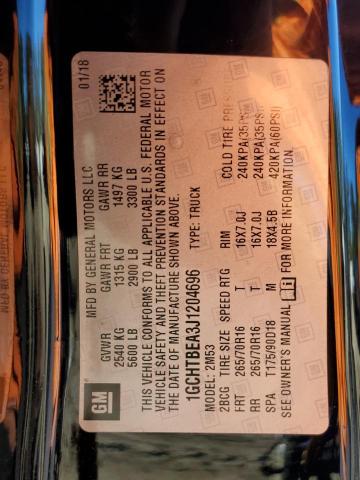 GM
MFD BY GENERAL MOTORS LLC
01/18
GVWR GAWR FRT GAWR RR
2540 KG 1315 KG 1497 KG
5600 LB 2900 LB 3300 LB
THIS VEHICLE CONFORMS TO ALL APPLICABLE U.S. FEDERAL MOTOR
VEHICLE SAFETY AND THEFT PREVENTION STANDARDS IN EFFECT ON
THE DATE OF MANUFACTURE SHOWN ABOVE.
1GCHTBEA3J1204696 TYPE: TRUCK
MODEL: 2M53
2BCG TIRE SIZE SPEED RTG RIM COLD TIRE PRESSURE
FRT 265/70R16 T 16X7.0J 240KPA(35PSI)
RR 265/70R16 T 16X7.0J 240KPA(35PSI)
SPA T175/90D18 M 18X4.5B 420KPA(60PSI)
SEE OWNER'S MANUAL FOR MORE INFORMATION.